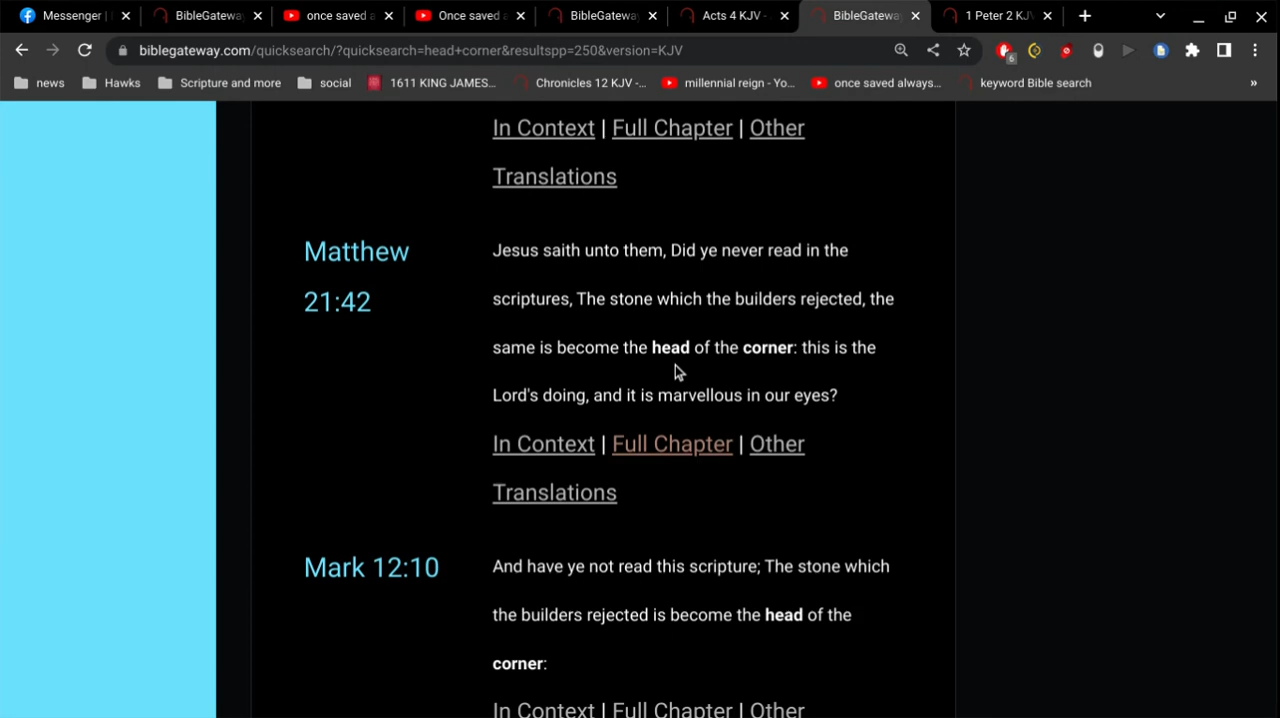 Messenger |
BibleGateway
once saved a
Once saved a
BibleGateway
Acts 4 KJV -
BibleGateway
1 Peter 2 KJ
biblegateway.com/quicksearch/?quicksearch=head+corner&resultspp=250&version=KJV
6
news
Hawks
Scripture and more
social
1611 KING JAMES...
Chronicles 12 KJV -...
millennial reign - Yo...
once saved always...
keyword Bible search
»
In Context | Full Chapter | Other
Translations
Matthew
21:42
Jesus saith unto them, Did ye never read in the
scriptures, The stone which the builders rejected, the
same is become the head of the corner: this is the
Lord's doing, and it is marvellous in our eyes?
In Context | Full Chapter | Other
Translations
Mark 12:10
And have ye not read this scripture; The stone which
the builders rejected is become the head of the
corner:
In Context | Full Chapter | Other